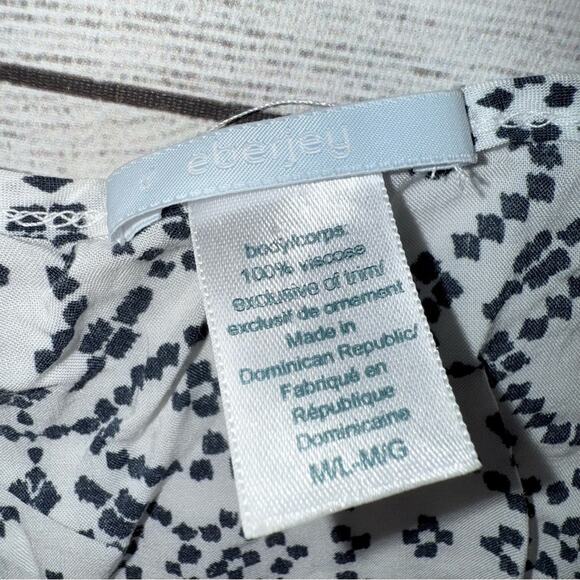 eberjey
body/corps:
100% viscose
exclusive of trim/
exclusif de ornement
Made in
Dominican Republic/
Fabriqué en
République
Dominicaine
M/L-M/G